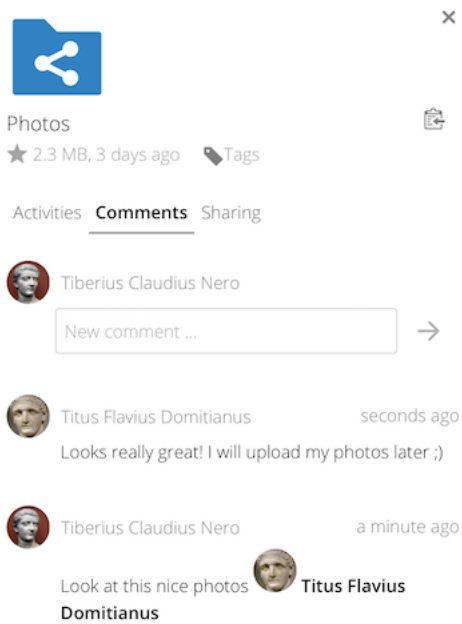 Photos
2.3 MB, 3 days ago Tags
Activities Comments Sharing
Tiberius Claudius Nero
New comment ...
Titus Flavius Domitianus seconds ago
Looks really great! I will upload my photos later ;)
Tiberius Claudius Nero a minute ago
Look at this nice photos Titus Flavius
Domitianus